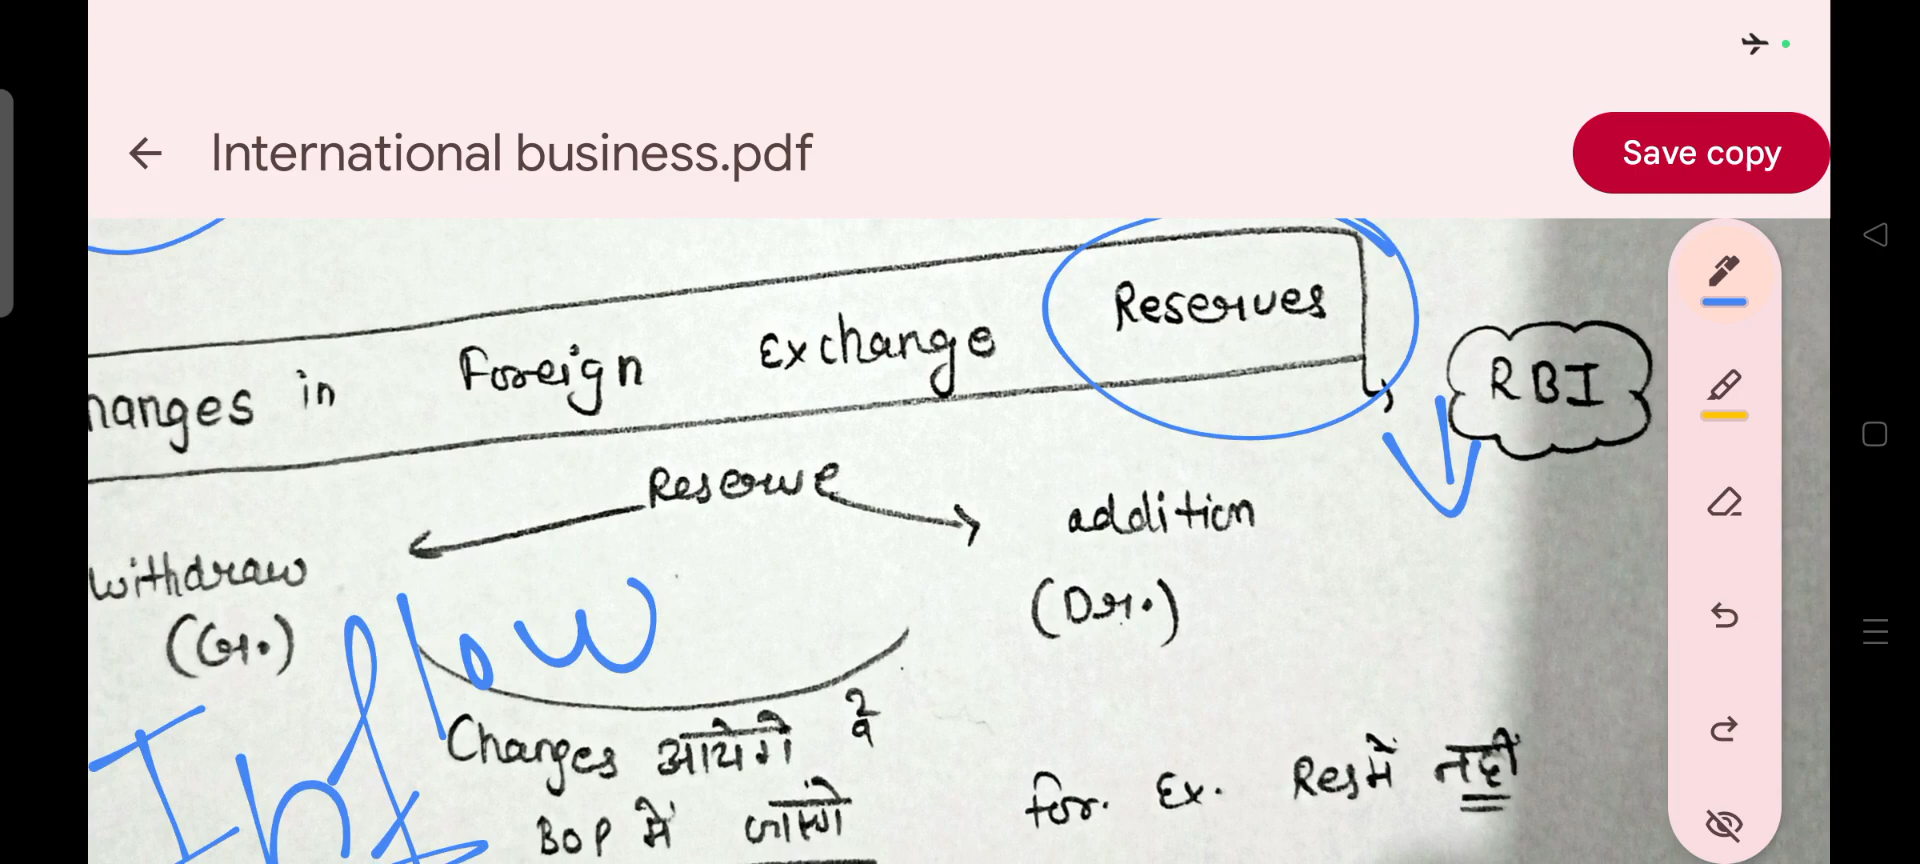 International business.pdf
Save copy
hanges in Foreign Exchange Reserves
RBI
Reserve
withdraw addition
(Cr.) (Dr.)
Inflow
Changes आयेगे
BOP में जायेगे for. Ex. Res में नही